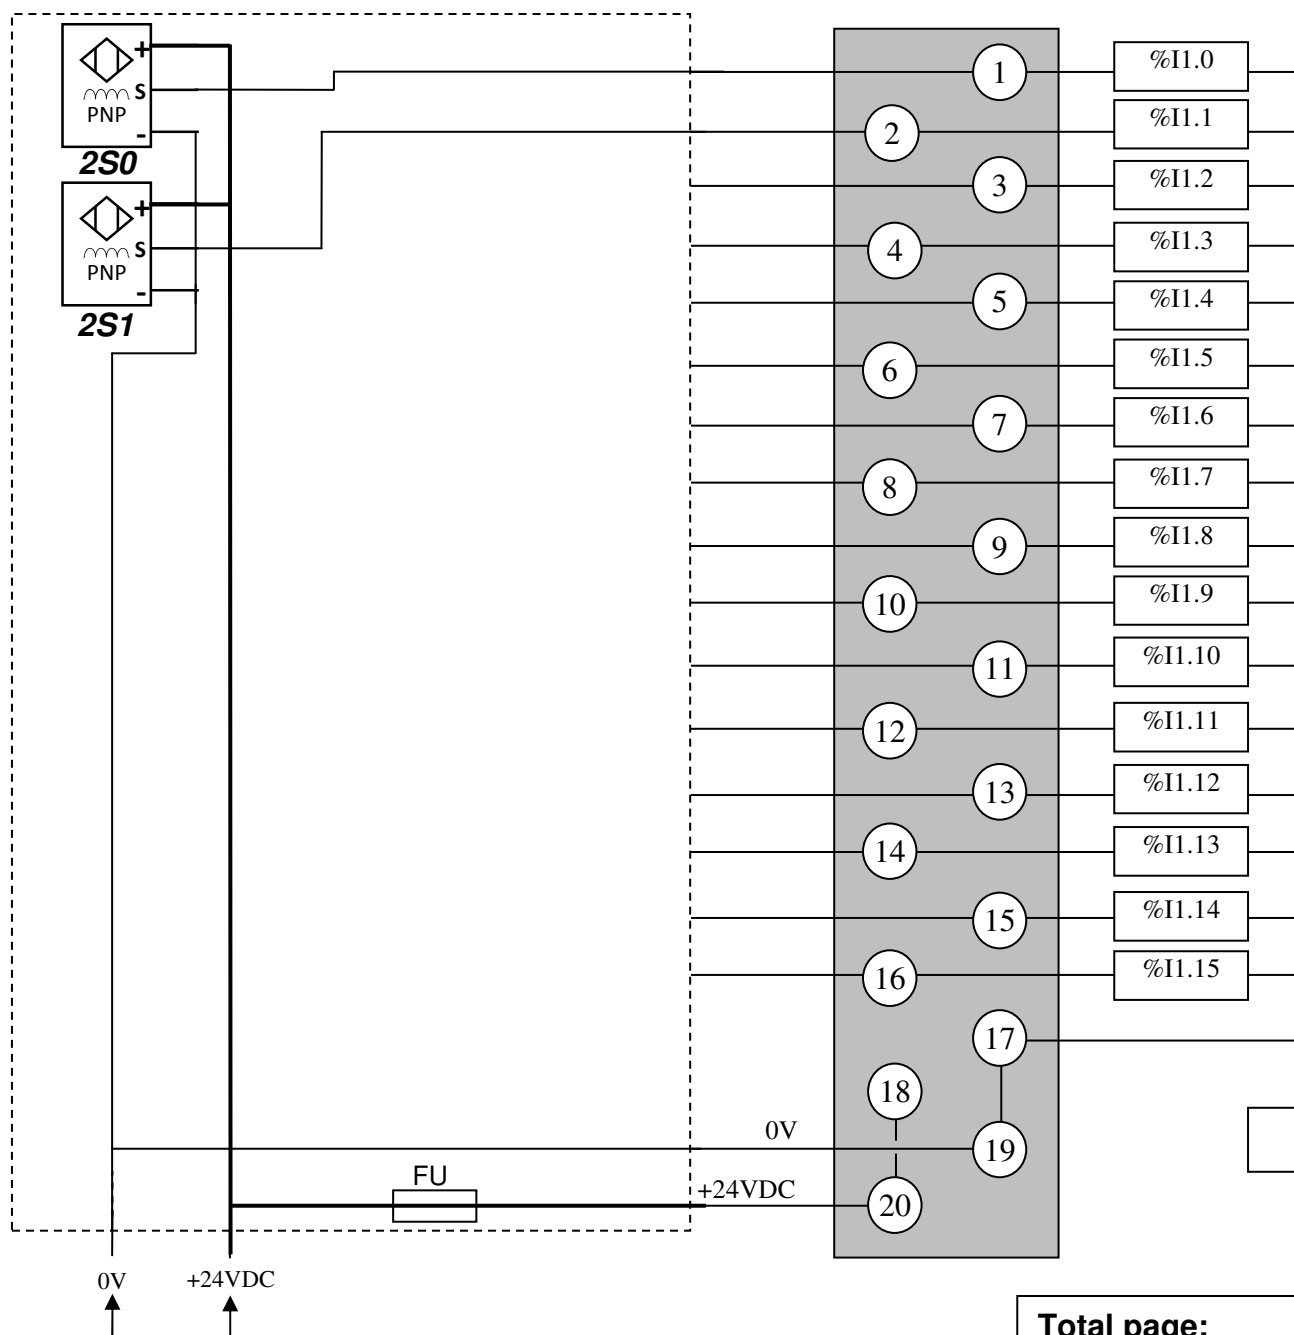 +
S
PNP
-
2S0
+
S
PNP
-
2S1
1
%I1.0
2
%I1.1
3
%I1.2
4
%I1.3
5
%I1.4
6
%I1.5
7
%I1.6
8
%I1.7
9
%I1.8
10
%I1.9
11
%I1.10
12
%I1.11
13
%I1.12
14
%I1.13
15
%I1.14
16
%I1.15
17
18
0V
19
FU
+24VDC
20
0V
+24VDC
Total page: